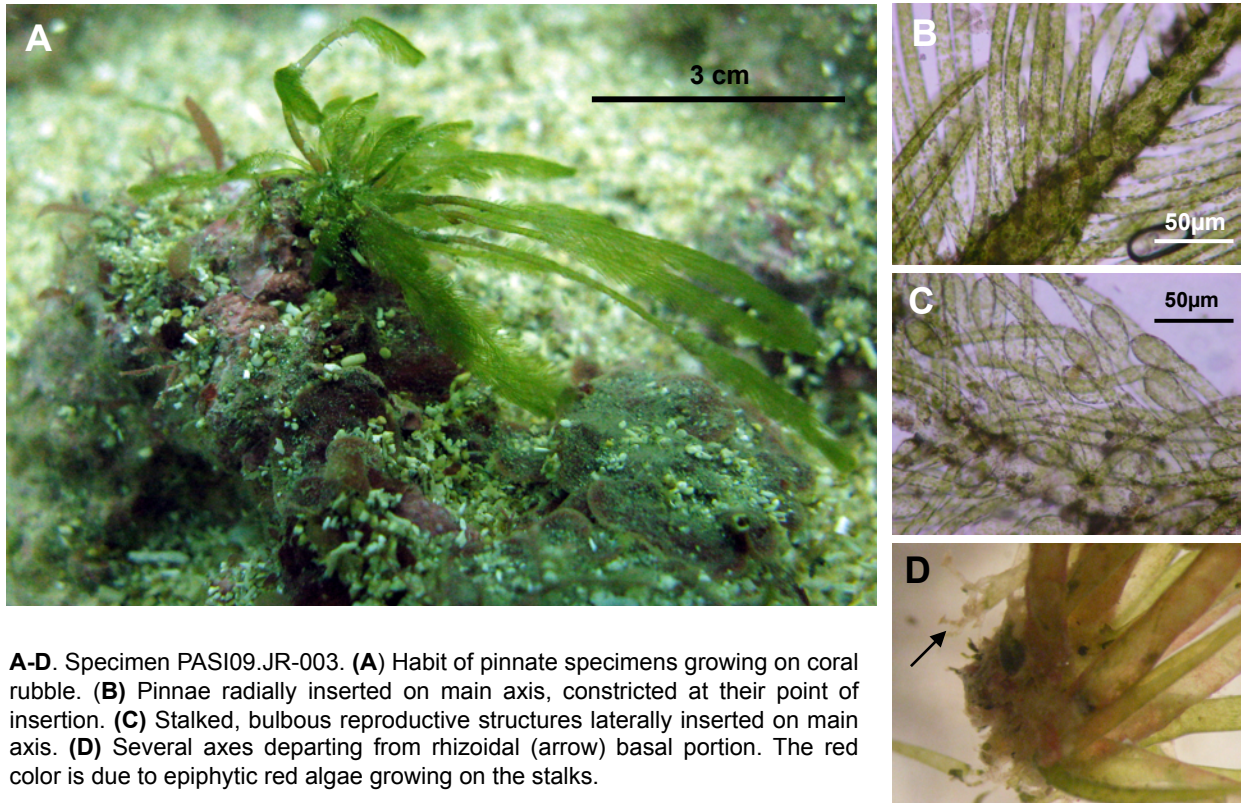 A
3 cm
B
50µm
C
50µm
D
A-D. Specimen PASI09.JR-003. (A) Habit of pinnate specimens growing on coral
rubble. (B) Pinnae radially inserted on main axis, constricted at their point of
insertion. (C) Stalked, bulbous reproductive structures laterally inserted on main
axis. (D) Several axes departing from rhizoidal (arrow) basal portion. The red
color is due to epiphytic red algae growing on the stalks.